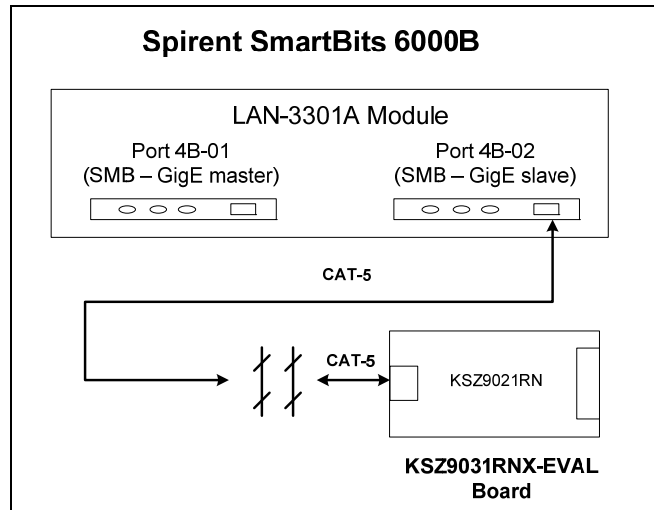 Spirent SmartBits 6000B
LAN-3301A Module
Port 4B-01
(SMB – GigE master)
Port 4B-02
(SMB – GigE slave)
CAT-5
CAT-5
KSZ9021RN
KSZ9031RNX-EVAL
Board